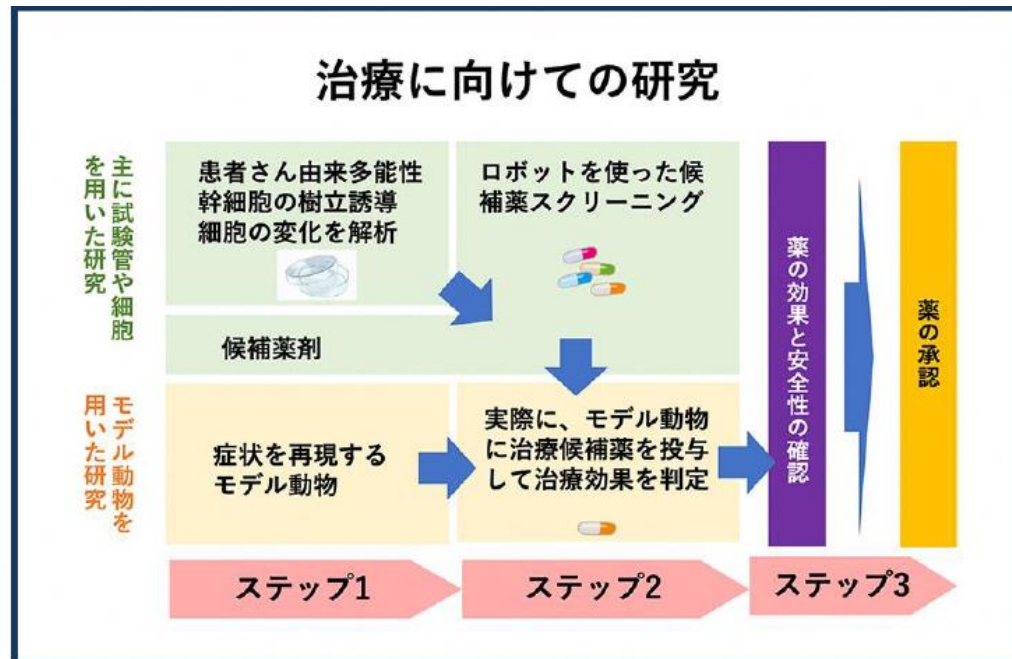 治療に向けての研究
主に試験管や細胞
を用いた研究
患者さん由来多能性
幹細胞の樹立誘導
細胞の変化を解析
ロボットを使った候
補薬スクリーニング
候補薬剤
モデル動物を
用いた研究
症状を再現する
モデル動物
実際に、モデル動物
に治療候補薬を投与
して治療効果を判定
薬の効果と安全性の確認
薬の承認
ステップ1
ステップ2
ステップ3